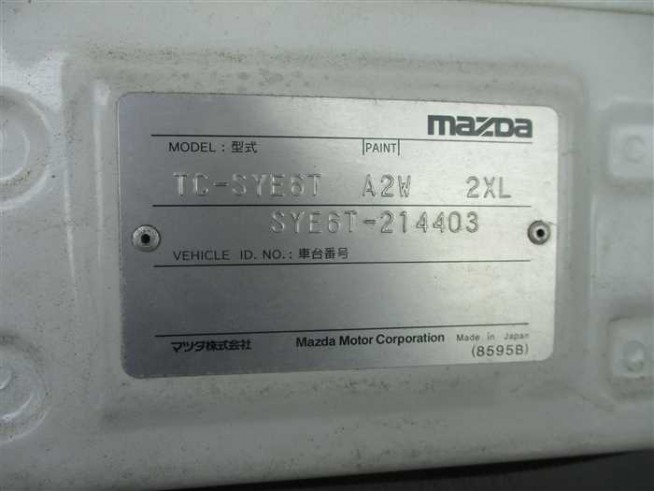 mazda
MODEL : 型式 PAINT
TC-SYE6T A2W 2XL
SYE6T-214403
VEHICLE ID. NO. : 車台番号
マツダ株式会社 Mazda Motor Corporation Made in Japan
(8595B)